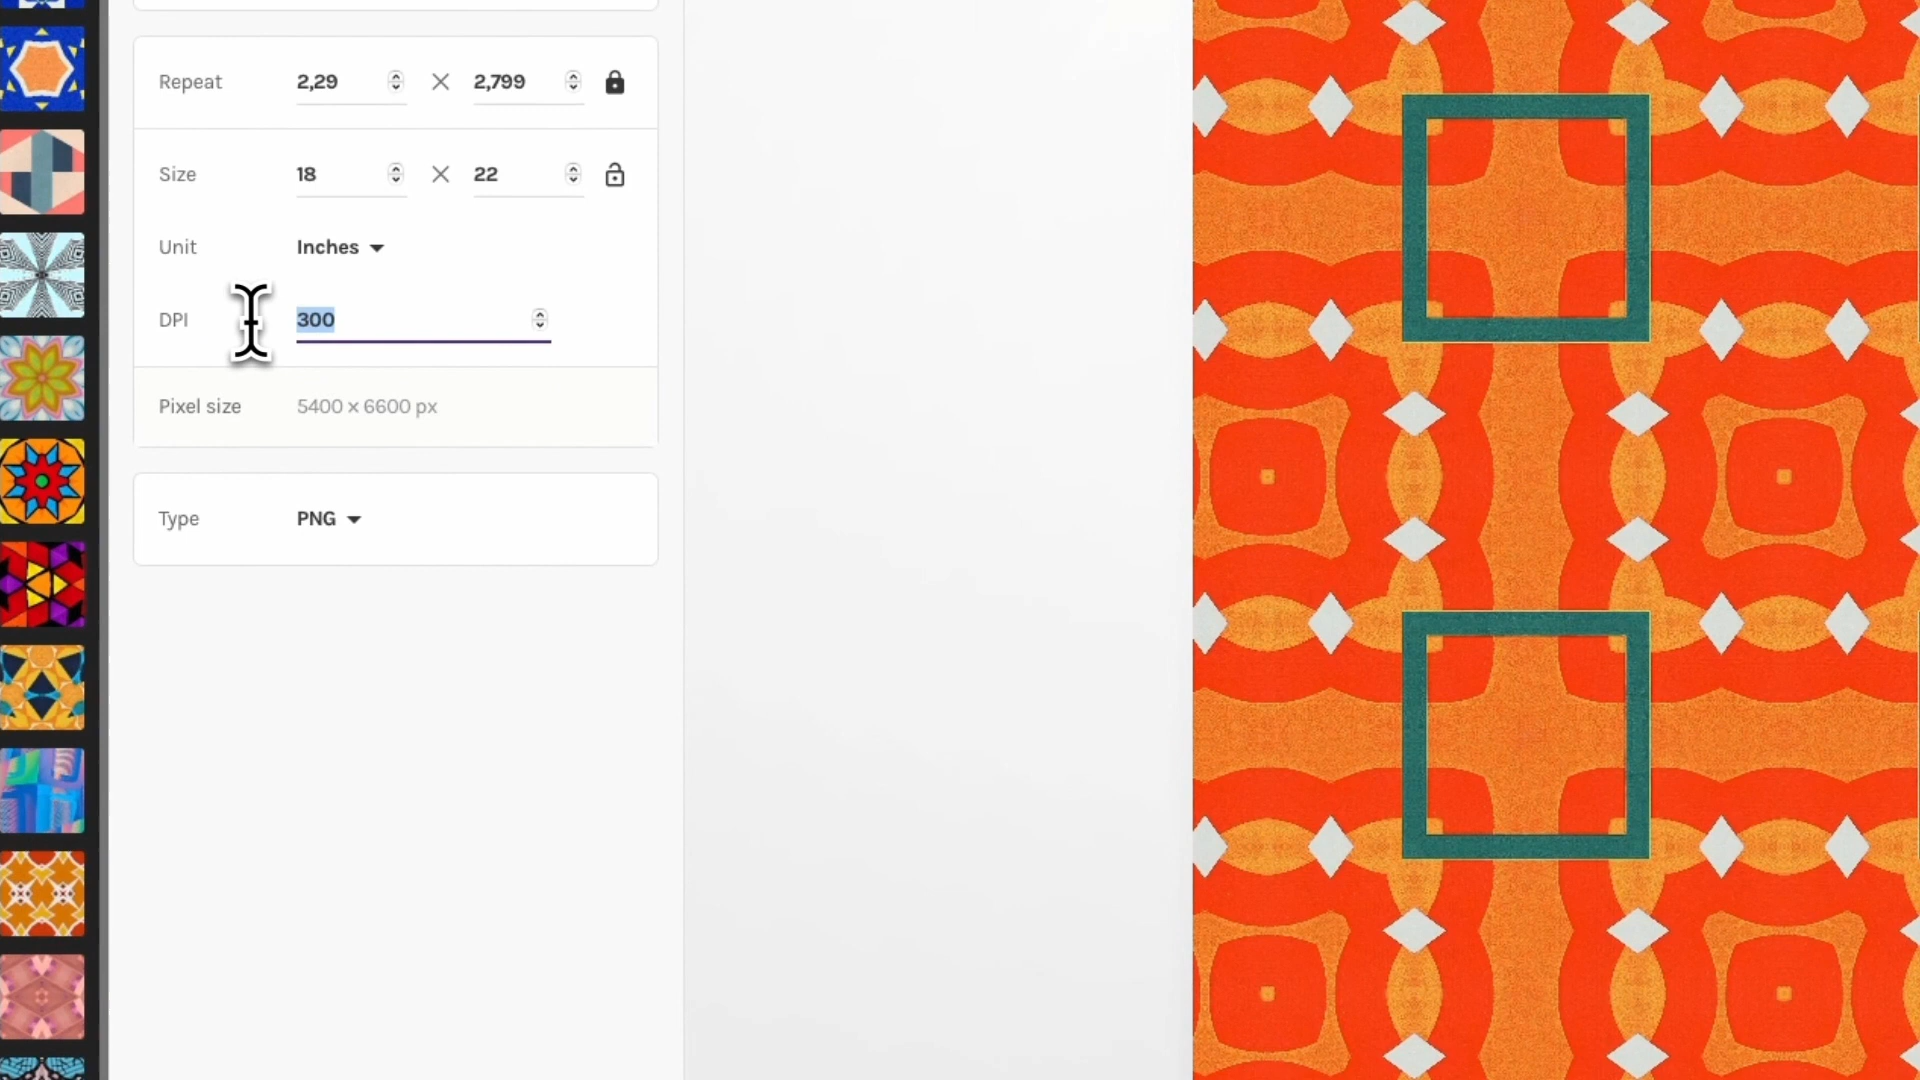 Repeat 2,29 2,799
Size 18 22
Unit Inches
DPI 300
Pixel size 5400 × 6600 px
Type PNG